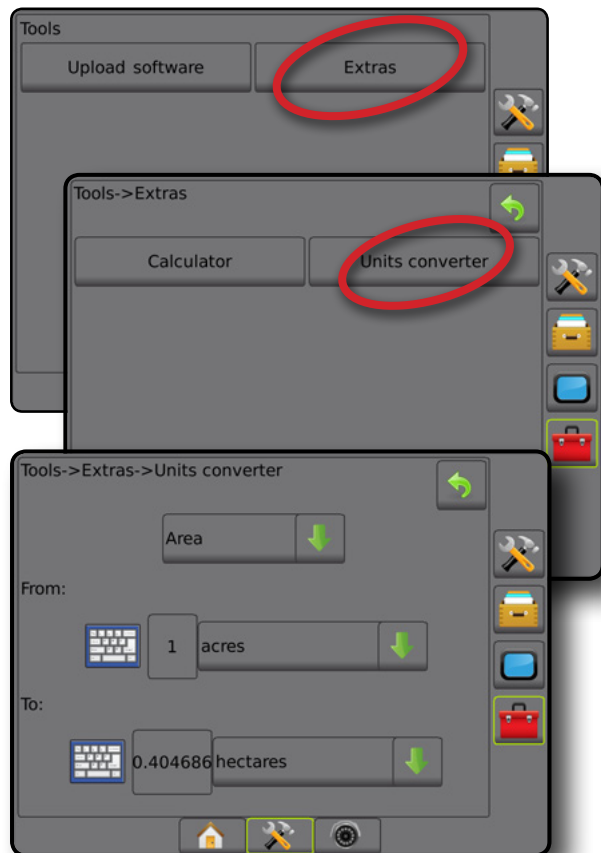 Tools
Upload software Extras
Tools->Extras
Calculator Units converter
Tools->Extras->Units converter
Area
From:
1 acres
To:
0.404686 hectares